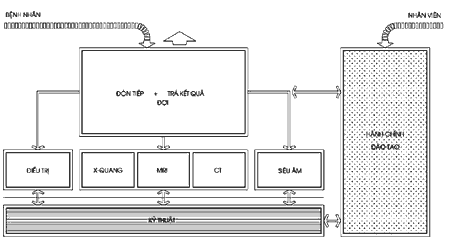 BỆNH NHÂN
NHÂN VIÊN
ĐÓN TIẾP + TRẢ KẾT QUẢ
ĐỢI
HÀNH CHÍNH
ĐÀO TẠO
ĐIỀU TRỊ
X-QUANG
MRI
CT
SIÊU ÂM
KỸ THUẬT